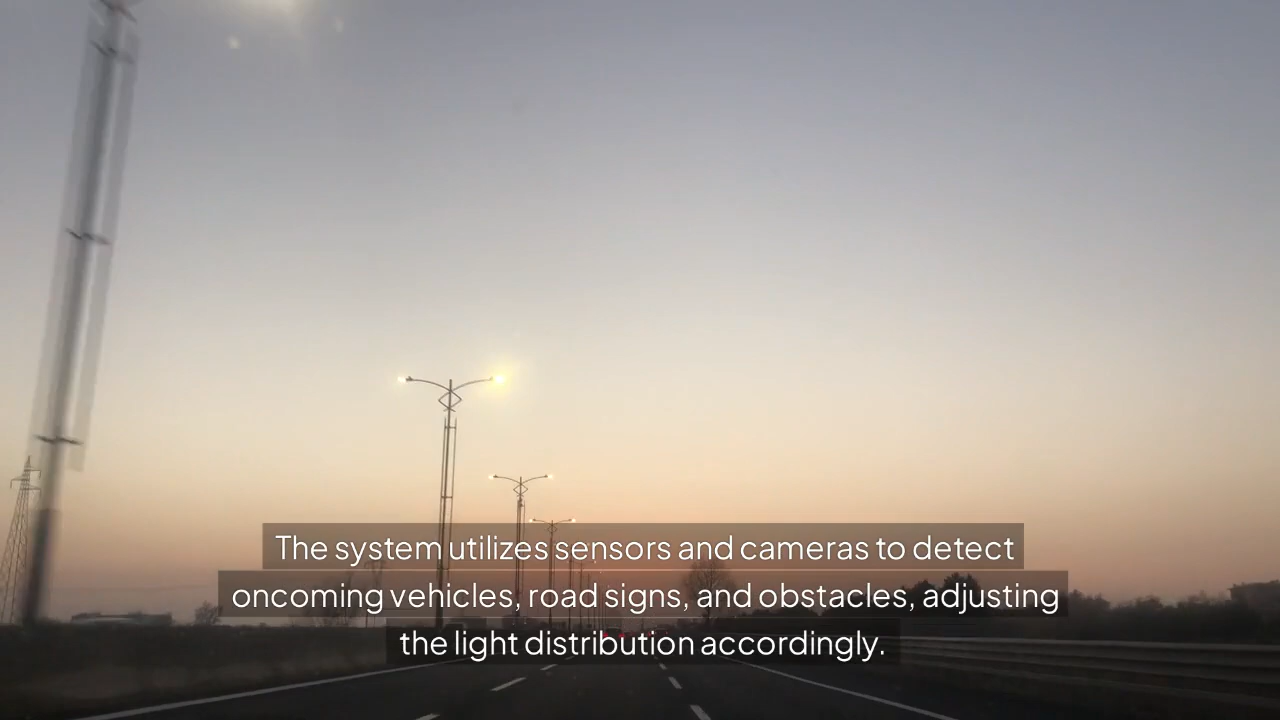 The system utilizes sensors and cameras to detect
oncoming vehicles, road signs, and obstacles, adjusting
the light distribution accordingly.